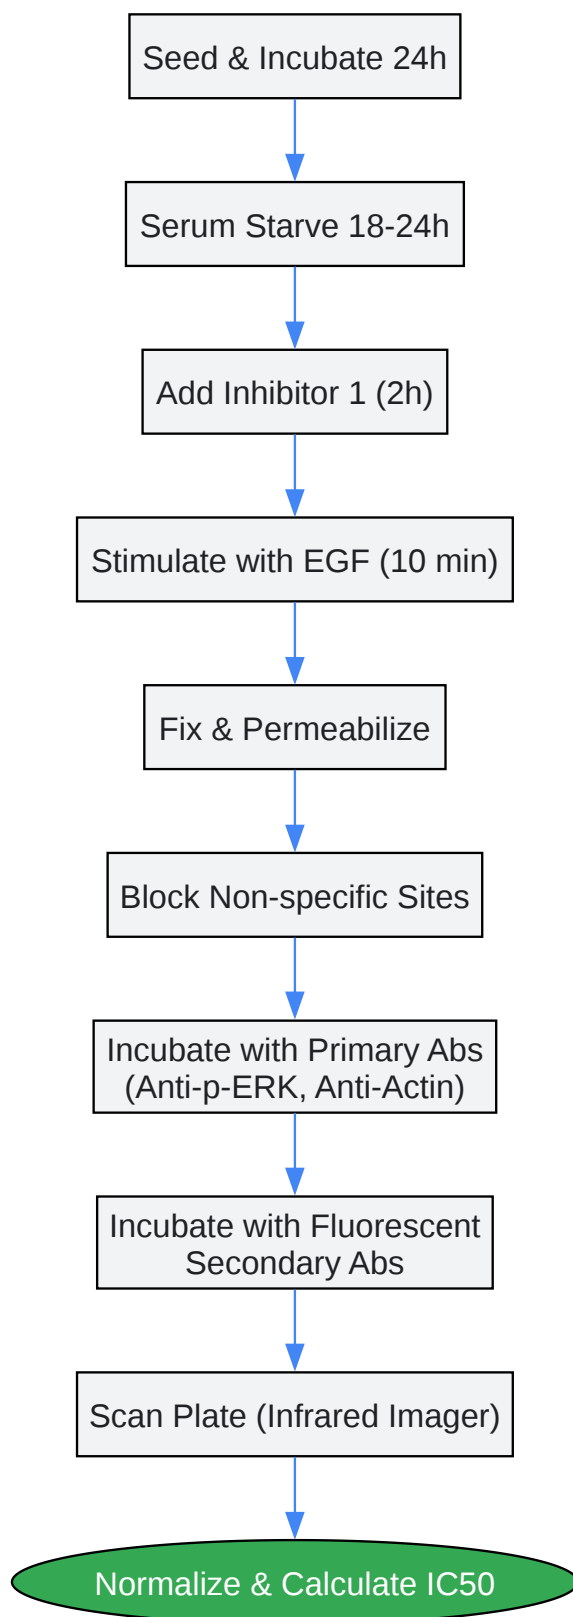 Seed & Incubate 24h
Serum Starve 18-24h
Add Inhibitor 1 (2h)
Stimulate with EGF (10 min)
Fix & Permeabilize
Block Non-specific Sites
Incubate with Primary Abs
(Anti-p-ERK, Anti-Actin)
Incubate with Fluorescent
Secondary Abs
Scan Plate (Infrared Imager)
Normalize & Calculate IC50